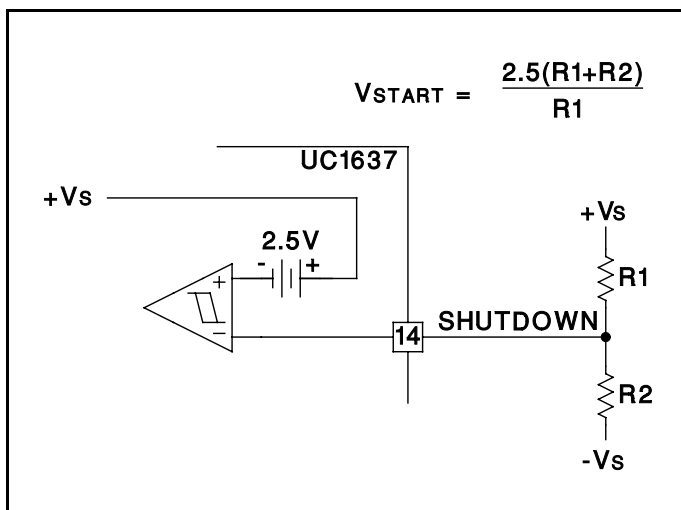 VSTART = 2.5(R1+R2)
R1
UC1637
+Vs
2.5V
- +
+
−
14
SHUTDOWN
+Vs
R1
R2
-Vs